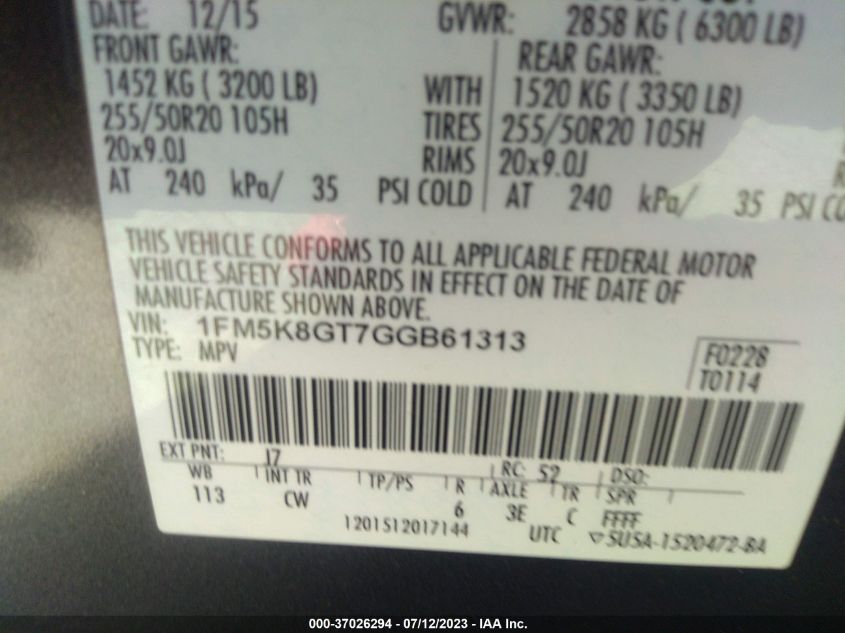 DATE: 12/15 GVWR: 2858 KG ( 6300 LB)
FRONT GAWR: REAR GAWR:
1452 KG ( 3200 LB) WITH 1520 KG ( 3350 LB)
255/50R20 105H TIRES 255/50R20 105H
20x9.0J RIMS 20x9.0J
AT 240 kPa/ 35 PSI COLD AT 240 kPa/ 35 PSI CO
THIS VEHICLE CONFORMS TO ALL APPLICABLE FEDERAL MOTOR
VEHICLE SAFETY STANDARDS IN EFFECT ON THE DATE OF
MANUFACTURE SHOWN ABOVE.
VIN: 1FM5K8GT7GGB61313
TYPE: MPV
F0228
T0114
EXT PNT: J7 RC: 52 DSO:
WB INT TR TP/PS R AXLE TR SPR
113 CW 6 3E C FFFF
1201512017144 UTC ▽5U5A-1520472-BA
000-37026294 - 07/12/2023 - IAA Inc.